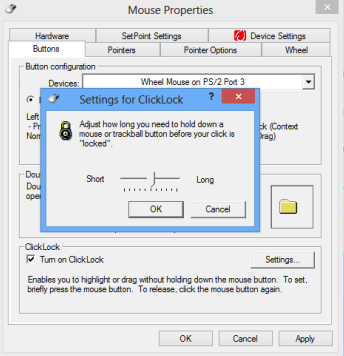 Mouse Properties
Hardware
SetPoint Settings
Device Settings
Buttons
Pointers
Pointer Options
Wheel
Button configuration
Devices:
Wheel Mouse on PS/2 Port 3
Settings for ClickLock
?
Left
- Pr
Nor
ck (Context
Drag)
Adjust how long you need to hold down a
mouse or trackball button before your click is
"locked".
Short
Long
OK
Cancel
Dou
Dou
ope
ClickLock
Turn on ClickLock
Settings...
Enables you to highlight or drag without holding down the mouse button. To set,
briefly press the mouse button. To release, click the mouse button again.
OK
Cancel
Apply